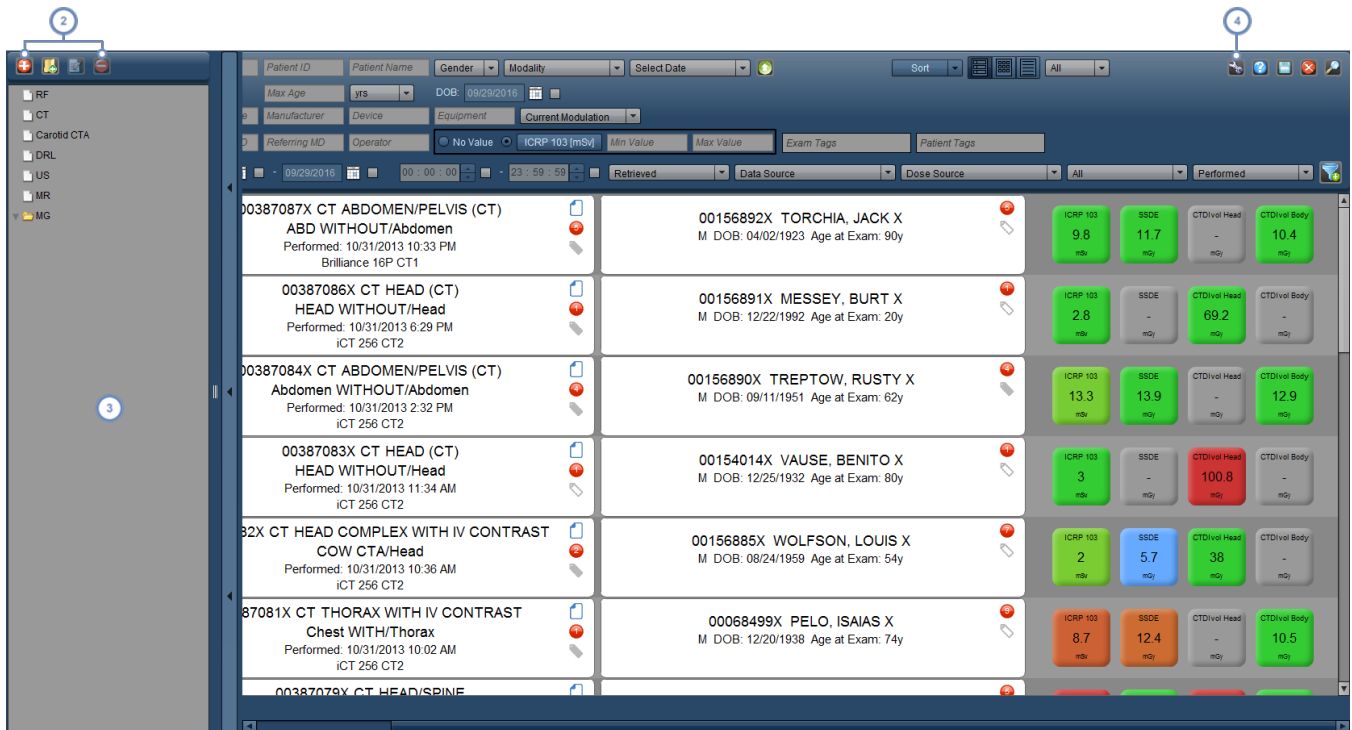 2
4
Patient ID
Patient Name
Gender
Modality
Select Date
Sort
All
RF
CT
Carotid CTA
DRL
US
MR
MG
Max Age
yrs
DOB: 09/29/2016
Manufacturer
Device
Equipment
Current Modulation
Referring MD
Operator
No Value
ICRP 103 [mSv]
Min Value
Max Value
Exam Tags
Patient Tags
- 09/29/2016
00 : 00 : 00
- 23 : 59 : 59
Retrieved
Data Source
Dose Source
All
Performed
3
00387087X CT ABDOMEN/PELVIS (CT)
ABD WITHOUT/Abdomen
5
Performed: 10/31/2013 10:33 PM
Brilliance 16P CT1
00156892X TORCHIA, JACK X
M DOB: 04/02/1923 Age at Exam: 90y
5
ICRP 103
9.8
mSv
SSDE
11.7
mGy
CTDIvol Head
-
mGy
CTDIvol Body
10.4
mGy
00387086X CT HEAD (CT)
HEAD WITHOUT/Head
1
Performed: 10/31/2013 6:29 PM
iCT 256 CT2
00156891X MESSEY, BURT X
M DOB: 12/22/1992 Age at Exam: 20y
1
ICRP 103
2.8
mSv
SSDE
-
mGy
CTDIvol Head
69.2
mGy
CTDIvol Body
-
mGy
00387084X CT ABDOMEN/PELVIS (CT)
Abdomen WITHOUT/Abdomen
4
Performed: 10/31/2013 2:32 PM
iCT 256 CT2
00156890X TREPTOW, RUSTY X
M DOB: 09/11/1951 Age at Exam: 62y
4
ICRP 103
13.3
mSv
SSDE
13.9
mGy
CTDIvol Head
-
mGy
CTDIvol Body
12.9
mGy
00387083X CT HEAD (CT)
HEAD WITHOUT/Head
1
Performed: 10/31/2013 11:34 AM
iCT 256 CT2
00154014X VAUSE, BENITO X
M DOB: 12/25/1932 Age at Exam: 80y
1
ICRP 103
3
mSv
SSDE
-
mGy
CTDIvol Head
100.8
mGy
CTDIvol Body
-
mGy
32X CT HEAD COMPLEX WITH IV CONTRAST
COW CTA/Head
2
Performed: 10/31/2013 10:36 AM
iCT 256 CT2
00156885X WOLFSON, LOUIS X
M DOB: 08/24/1959 Age at Exam: 54y
7
ICRP 103
2
mSv
SSDE
5.7
mGy
CTDIvol Head
38
mGy
CTDIvol Body
-
mGy
87081X CT THORAX WITH IV CONTRAST
Chest WITH/Thorax
1
Performed: 10/31/2013 10:02 AM
iCT 256 CT2
00068499X PELO, ISAIAS X
M DOB: 12/20/1938 Age at Exam: 74y
ICRP 103
8.7
mSv
SSDE
12.4
mGy
CTDIvol Head
-
mGy
CTDIvol Body
10.5
mGy
00387079X CT HEAD/SPINE